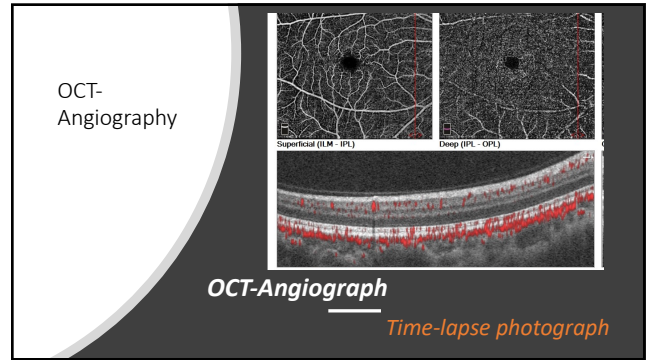 OCT-
Angiography
Superficial (ILM - IPL)
Deep (IPL - OPL)
OCT-Angiograph
Time-lapse photograph